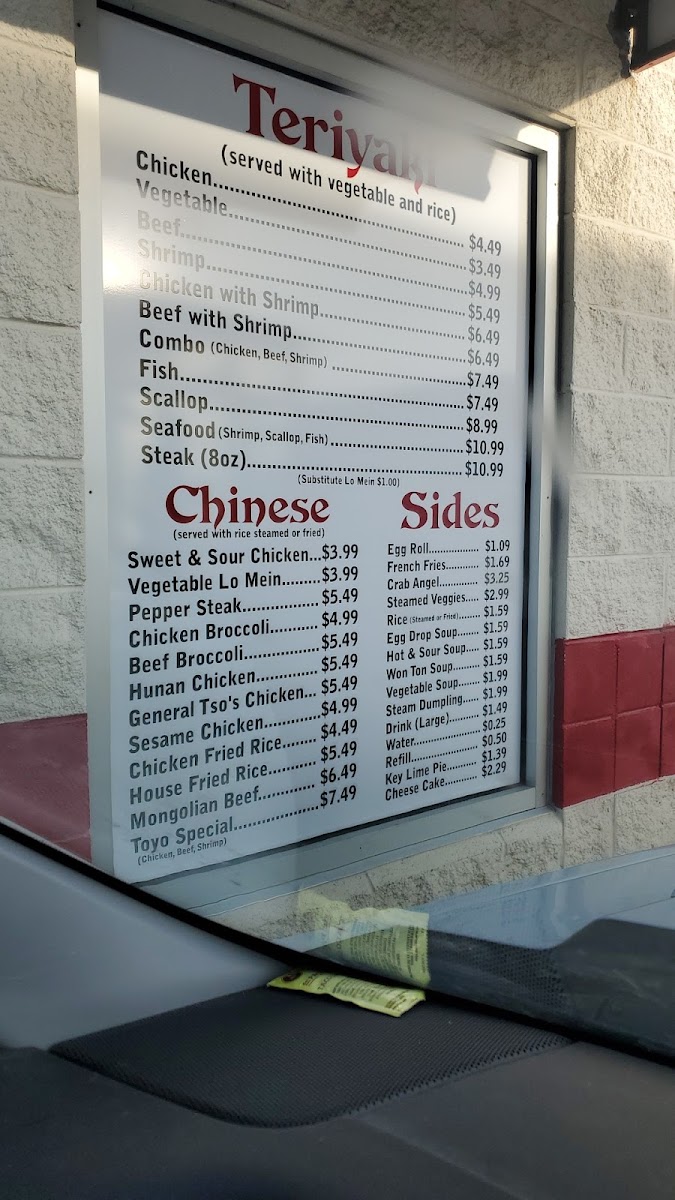 Teriyaki
(served with vegetable and rice)
Chicken.......................................... $4.49
Vegetable.......................................$3.49
Beef..............................................$4.99
Shrimp...........................................$5.49
Chicken with Shrimp.........................$6.49
Beef with Shrimp..............................$6.49
Combo (Chicken, Beef, Shrimp) .......................$7.49
Fish...............................................$7.49
Scallop...........................................$8.99
Seafood (Shrimp, Scallop, Fish).......................$10.99
Steak (8oz)..................................... $10.99
(Substitute Lo Mein $1.00)
Chinese
(served with rice steamed or fried)
Sweet & Sour Chicken...$3.99
Vegetable Lo Mein.........$3.99
Pepper Steak................. $5.49
Chicken Broccoli........... $4.99
Beef Broccoli................. $5.49
Hunan Chicken.............. $5.49
General Tso's Chicken... $5.49
Sesame Chicken.............$4.99
Chicken Fried Rice........ $4.49
House Fried Rice........... $5.49
Mongolian Beef............. $6.49
Toyo Special...................$7.49
(Chicken, Beef, Shrimp)
Sides
Egg Roll.................. $1.09
French Fries............ $1.69
Crab Angel.............. $3.25
Steamed Veggies..... $2.99
Rice (Steamed or Fried)....... $1.59
Egg Drop Soup........ $1.59
Hot & Sour Soup..... $1.59
Won Ton Soup......... $1.59
Vegetable Soup....... $1.99
Steam Dumpling...... $1.99
Drink (Large).......... $1.49
Water...................... $0.25
Refill....................... $0.50
Key Lime Pie........... $1.39
Cheese Cake............ $2.29